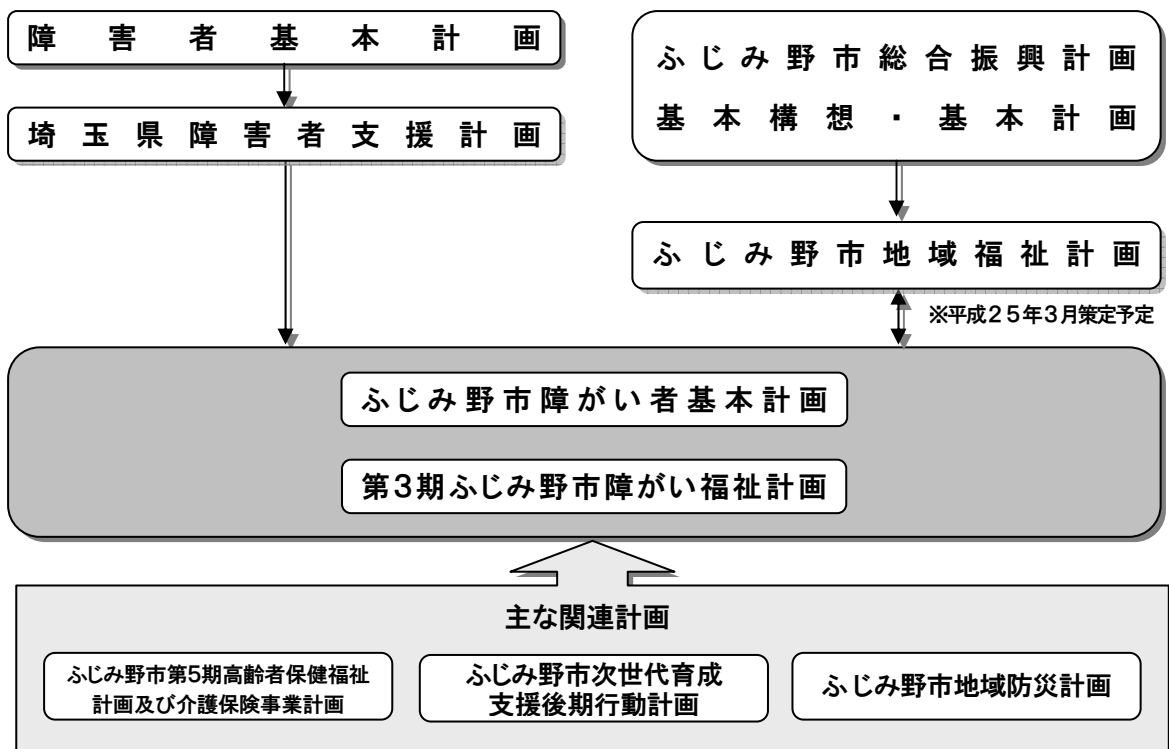 障害者基本計画
埼玉県障害者支援計画
ふじみ野市総合振興計画
基本構想・基本計画
ふじみ野市地域福祉計画
※平成25年3月策定予定
ふじみ野市障がい者基本計画
第3期ふじみ野市障がい福祉計画
主な関連計画
ふじみ野市第5期高齢者保健福祉
計画及び介護保険事業計画
ふじみ野市次世代育成
支援後期行動計画
ふじみ野市地域防災計画